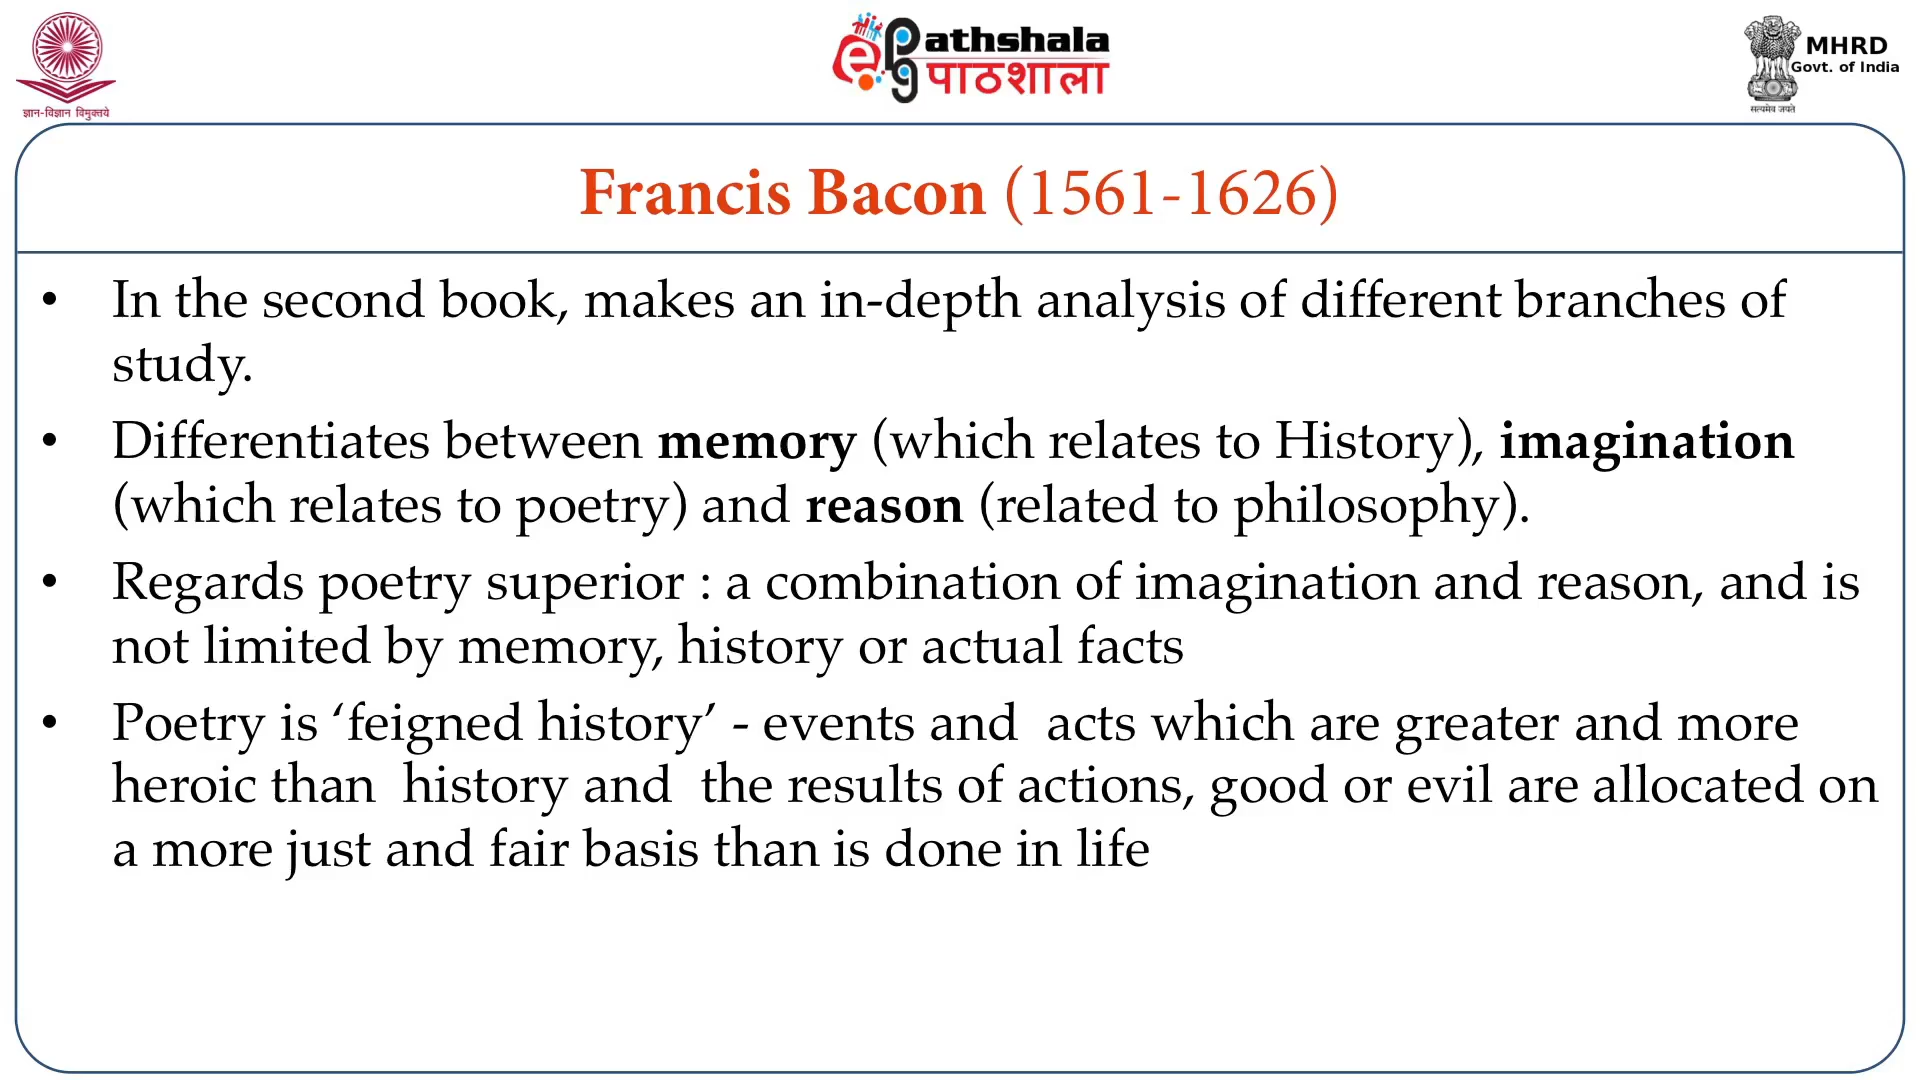 ज्ञान-विज्ञान विमुक्तये
ePG Pathshala
पाठशाला
MHRD
Govt. of India
सत्यमेव जयते
Francis Bacon (1561-1626)
• In the second book, makes an in-depth analysis of different branches of
study.
• Differentiates between memory (which relates to History), imagination
(which relates to poetry) and reason (related to philosophy).
• Regards poetry superior : a combination of imagination and reason, and is
not limited by memory, history or actual facts
• Poetry is ‘feigned history’ - events and  acts which are greater and more
heroic than  history and  the results of actions, good or evil are allocated on
a more just and fair basis than is done in life